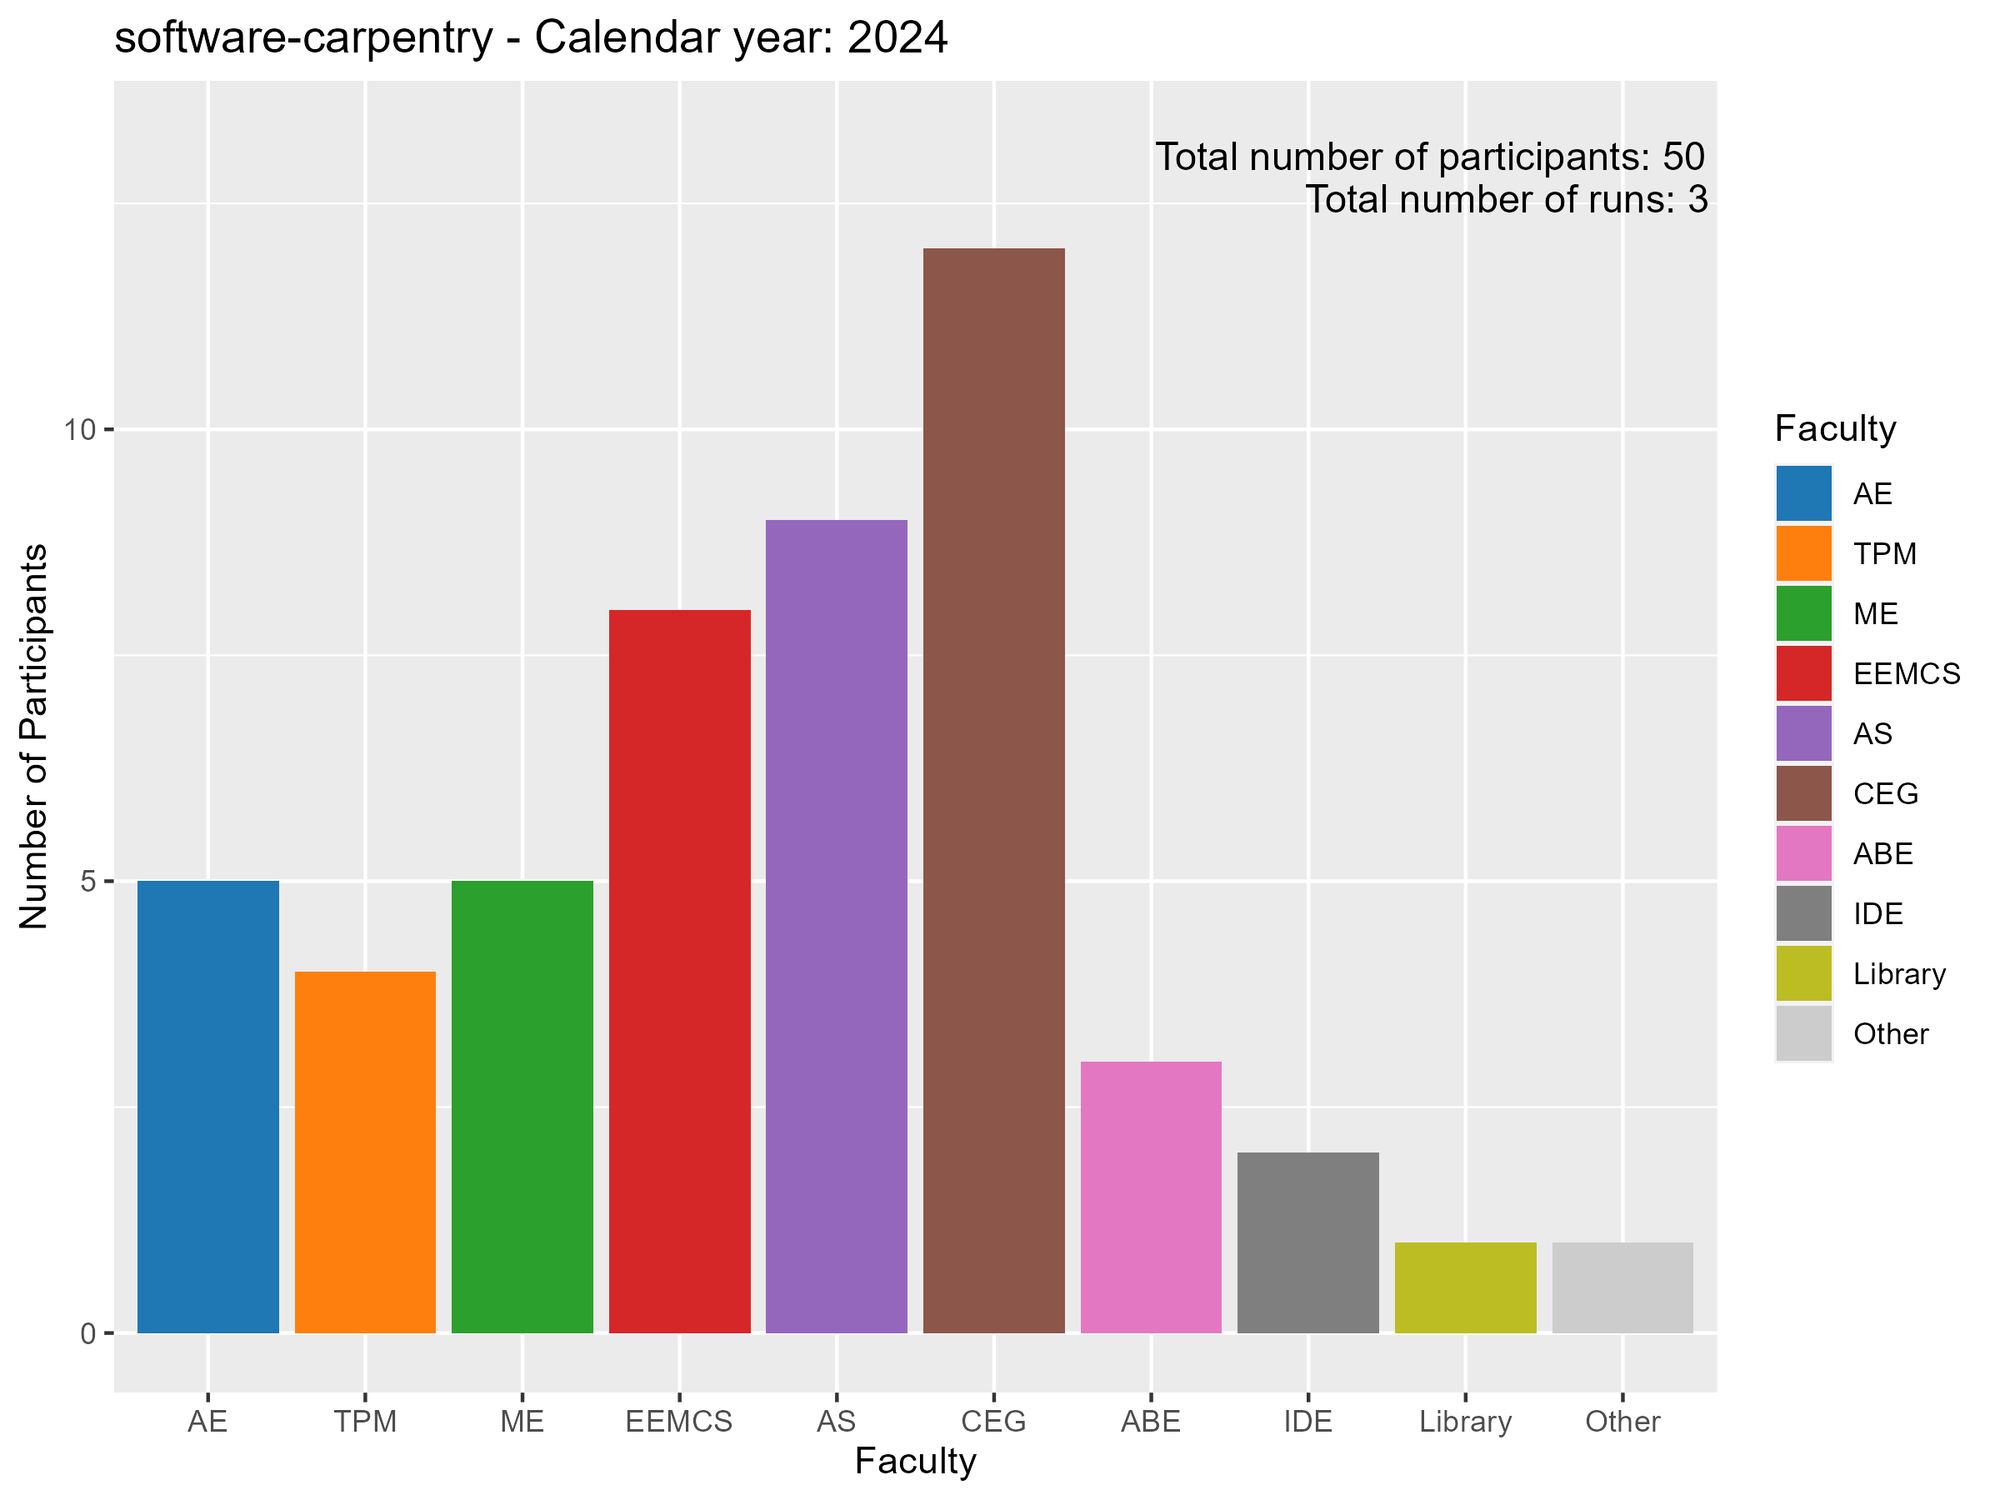 software-carpentry - Calendar year: 2024
Total number of participants: 50
Total number of runs: 3
Number of Participants
10
5
0
AE
TPM
ME
EEMCS
AS
CEG
ABE
IDE
Library
Other
Faculty
Faculty
AE
TPM
ME
EEMCS
AS
CEG
ABE
IDE
Library
Other